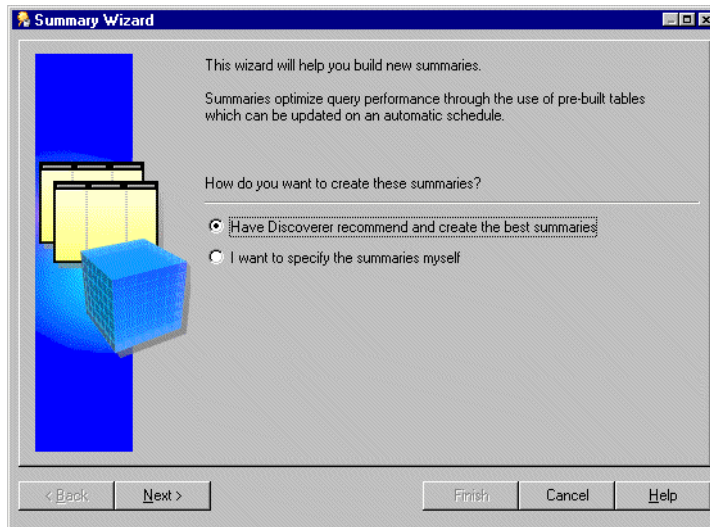 Summary Wizard
This wizard will help you build new summaries.
Summaries optimize query performance through the use of pre-built tables
which can be updated on an automatic schedule.
How do you want to create these summaries?
Have Discoverer recommend and create the best summaries
I want to specify the summaries myself
< Back
Next >
Finish
Cancel
Help